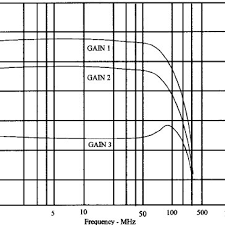 GAIN 1
GAIN 2
GAIN 3
5 10 50 100 500
Frequency - MHz